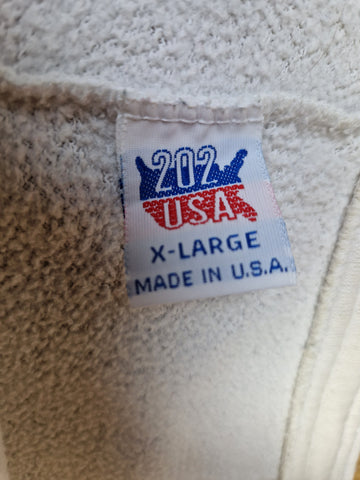 202
USA
X-LARGE
MADE IN U.S.A.